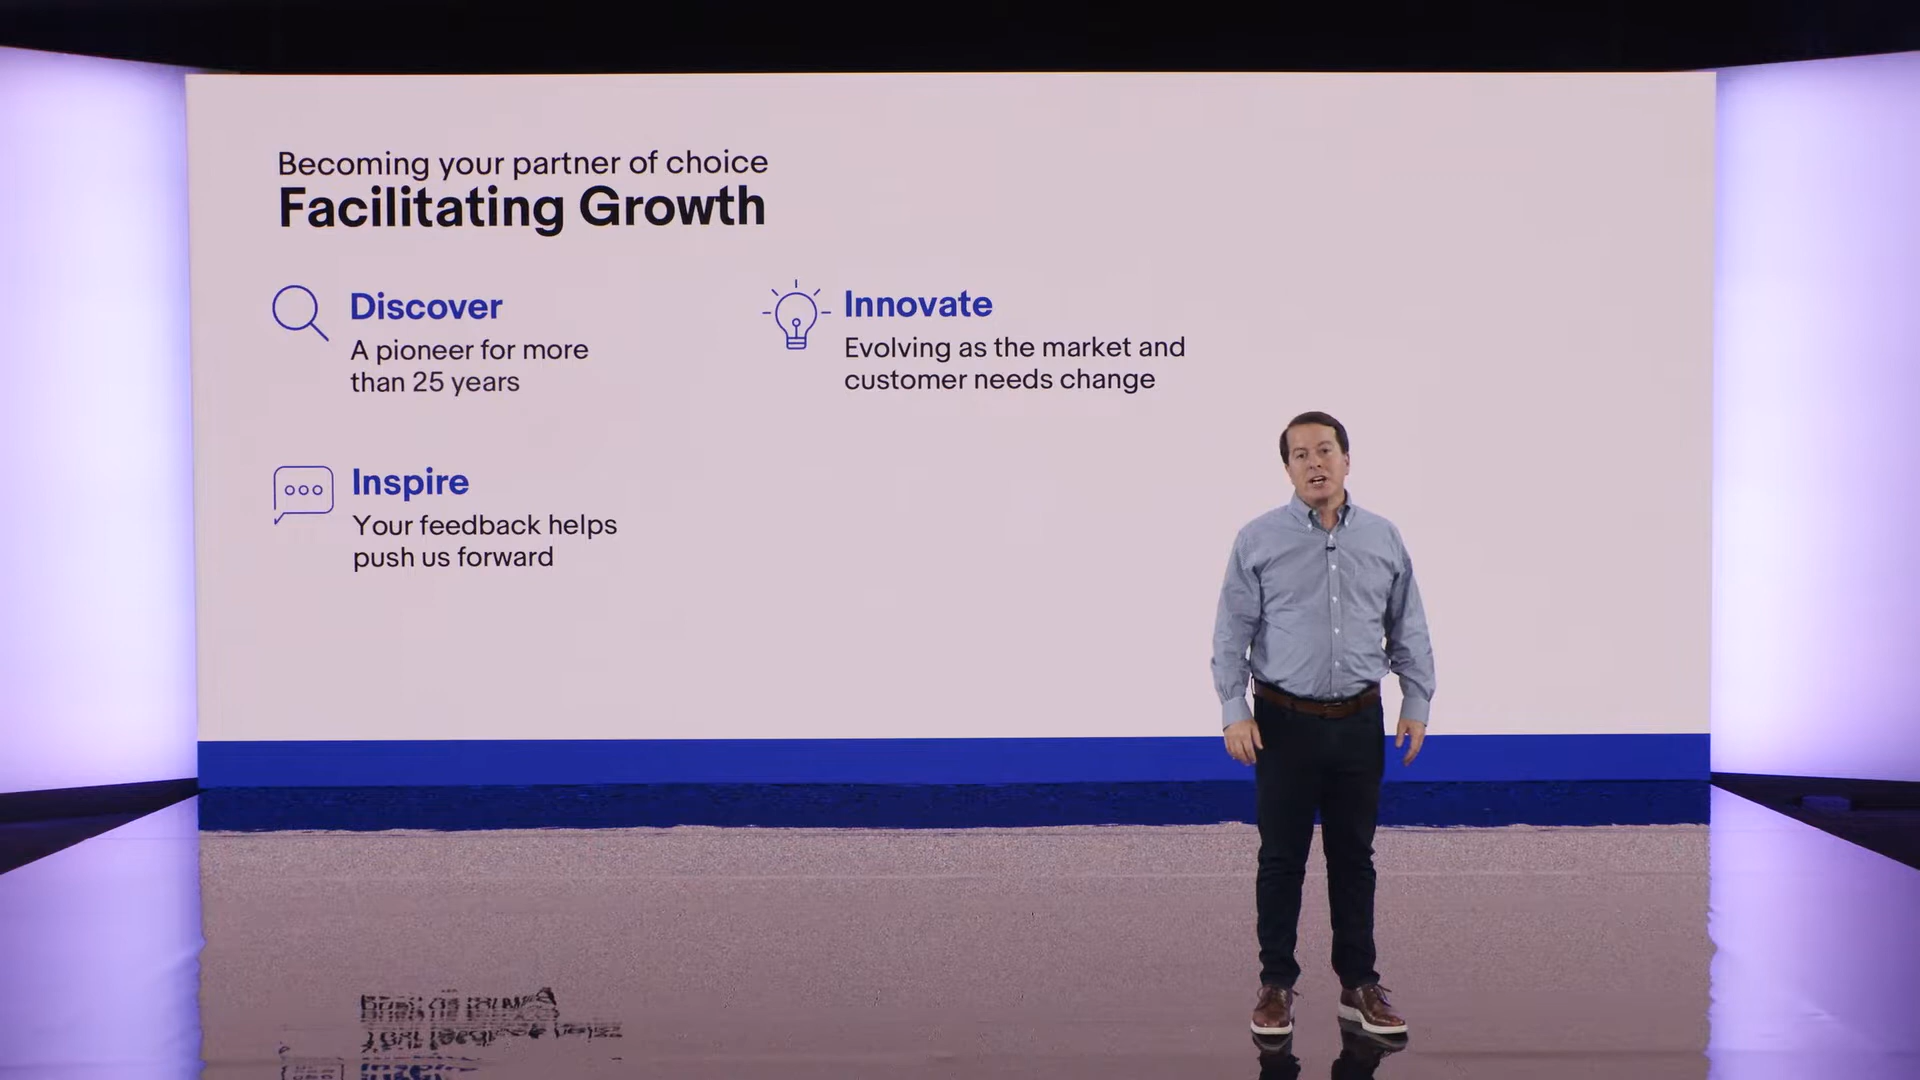 Becoming your partner of choice
Facilitating Growth
Discover
A pioneer for more
than 25 years
Innovate
Evolving as the market and
customer needs change
Inspire
Your feedback helps
push us forward